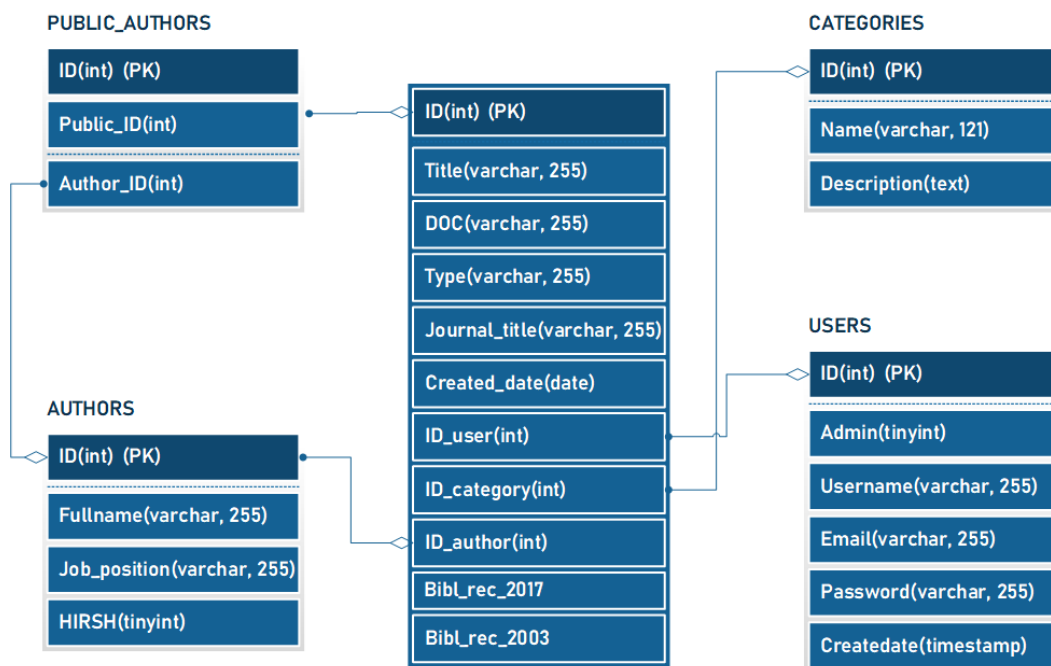 PUBLIC_AUTHORS
ID(int) (PK)
Public_ID(int)
Author_ID(int)
AUTHORS
ID(int) (PK)
Fullname(varchar, 255)
Job_position(varchar, 255)
HIRSH(tinyint)
ID(int) (PK)
Title(varchar, 255)
DOC(varchar, 255)
Type(varchar, 255)
Journal_title(varchar, 255)
Created_date(date)
ID_user(int)
ID_category(int)
ID_author(int)
Bibl_rec_2017
Bibl_rec_2003
CATEGORIES
ID(int) (PK)
Name(varchar, 121)
Description(text)
USERS
ID(int) (PK)
Admin(tinyint)
Username(varchar, 255)
Email(varchar, 255)
Password(varchar, 255)
Createdate(timestamp)